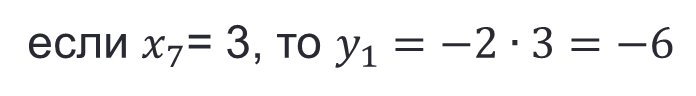 если x₇= 3, то y₁ = −2 · 3 = −6